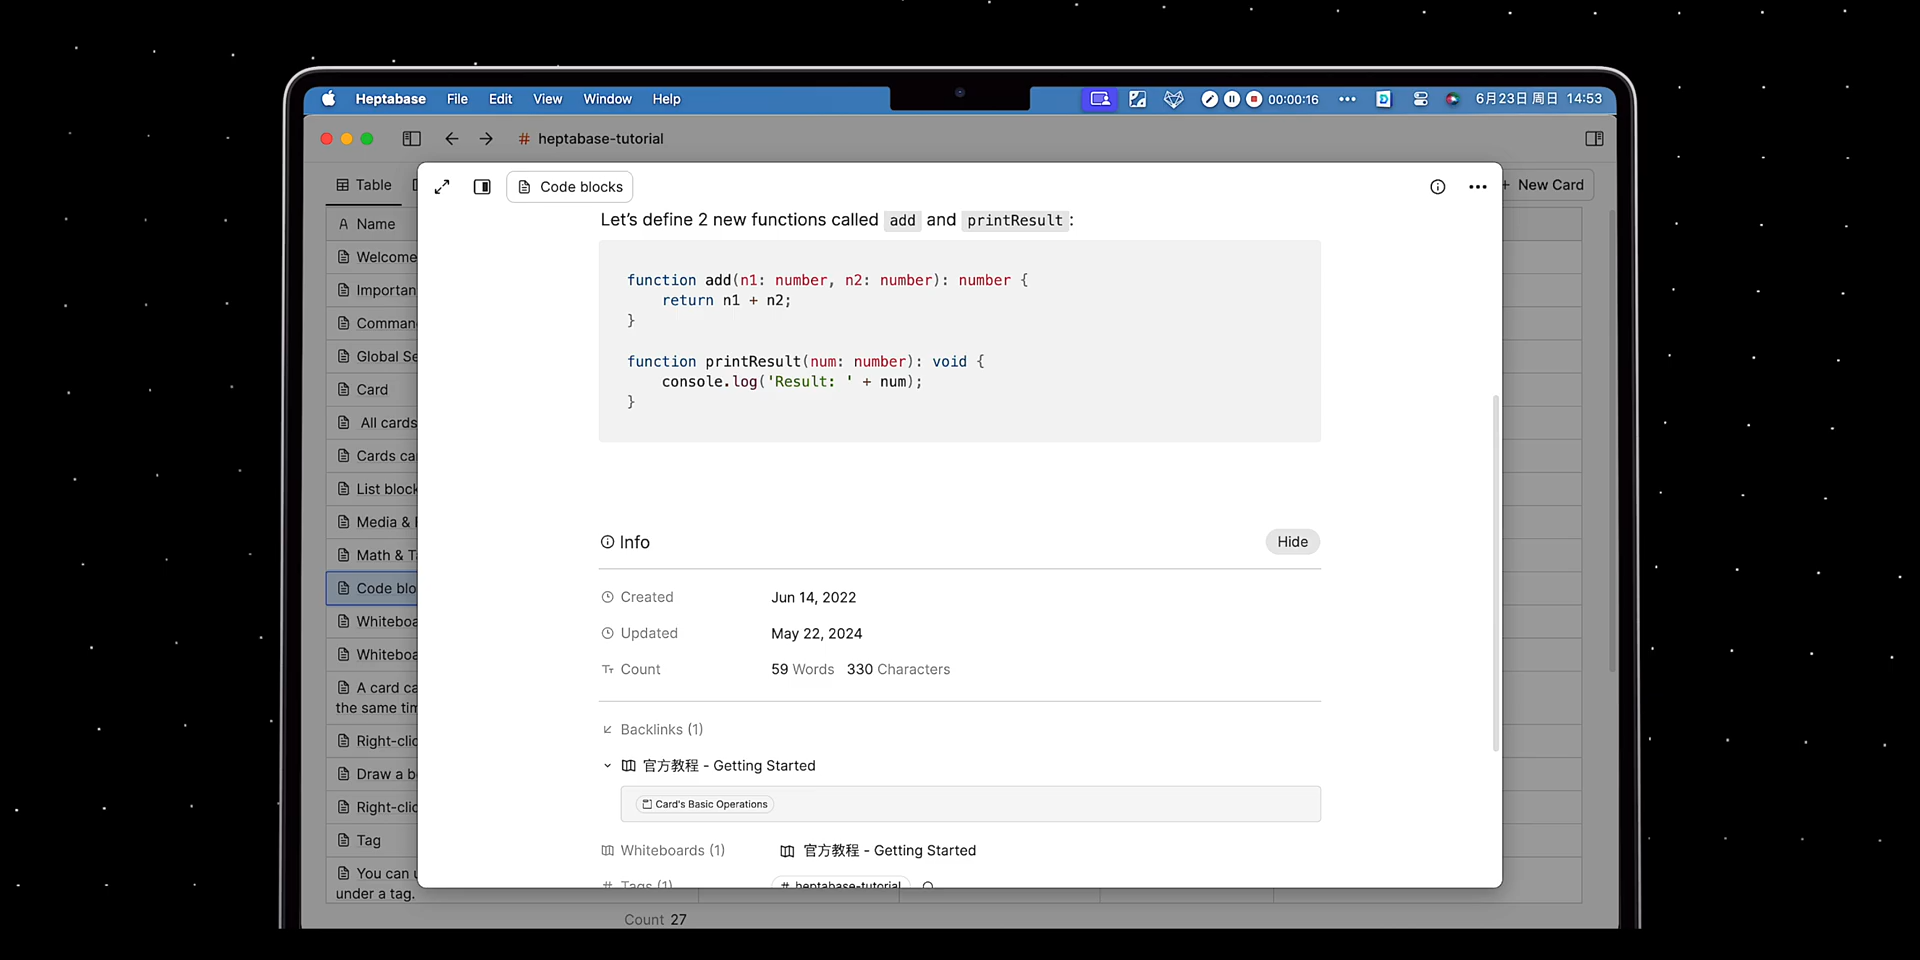 Heptabase File Edit View Window Help 00:00:16 6月23日 周日 14:53
# heptabase-tutorial
Table
New Card
Name
Welcome
Importan
Comman
Global Se
Card
All cards
Cards ca
List block
Media &
Math & T
Code blo
Whiteboa
Whiteboa
A card ca
the same tim
Right-clic
Draw a b
Right-clic
Tag
You can u
under a tag.
Count 27
Code blocks
Let’s define 2 new functions called add and printResult:
function add(n1: number, n2: number): number {
return n1 + n2;
}
function printResult(num: number): void {
console.log('Result: ' + num);
}
Info
Hide
Created Jun 14, 2022
Updated May 22, 2024
Count 59 Words 330 Characters
Backlinks (1)
官方教程 - Getting Started
Card's Basic Operations
Whiteboards (1) 官方教程 - Getting Started
# Tags (1) # heptabase-tutorial